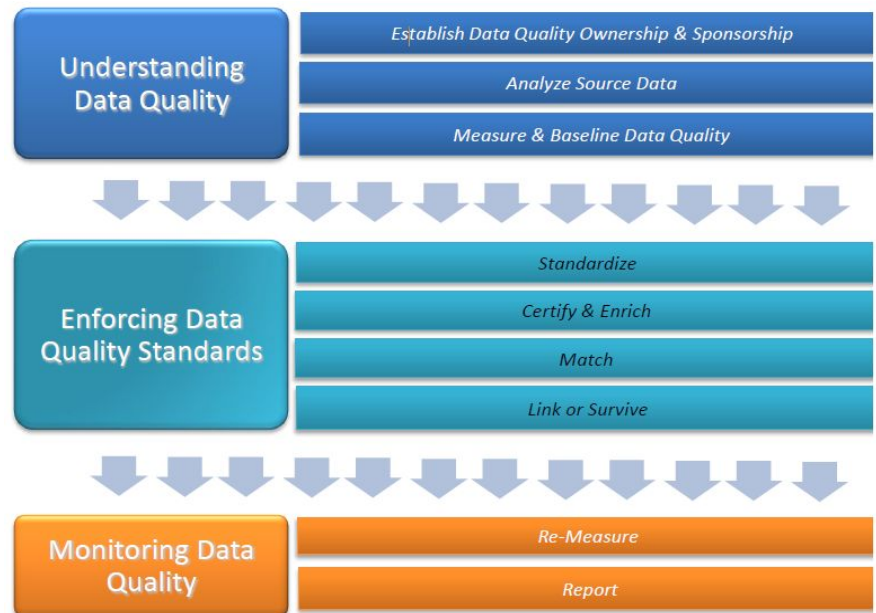 Understanding
Data Quality
Establish Data Quality Ownership & Sponsorship
Analyze Source Data
Measure & Baseline Data Quality
Enforcing Data
Quality Standards
Standardize
Certify & Enrich
Match
Link or Survive
Monitoring Data
Quality
Re-Measure
Report